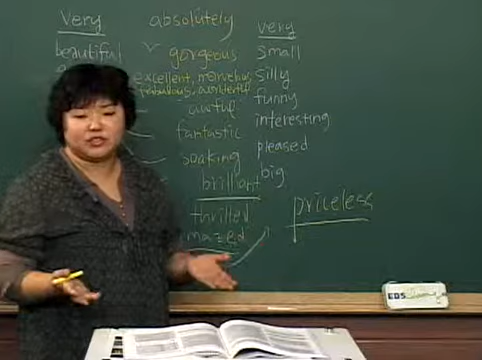 Very
beautiful
absolutely
gorgeous
excellent, marvelous,
fabulous, wonderful
awful
fantastic
soaking
brilliant
thrilled
mazed
very
small
silly
funny
interesting
pleased
big
priceless
EBS